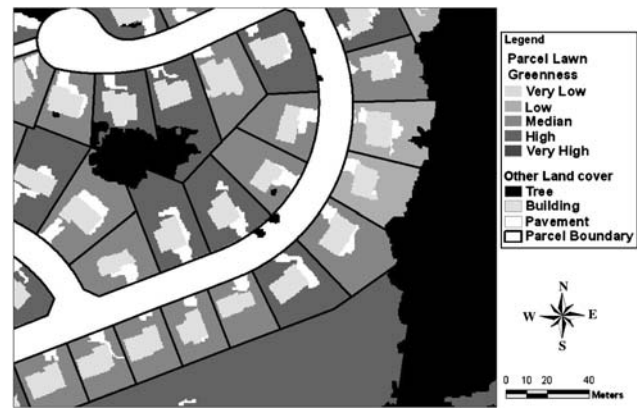 Legend
Parcel Lawn
Greenness
Very Low
Low
Median
High
Very High
Other Land cover
Tree
Building
Pavement
Parcel Boundary
N
W E
S
0 10 20 40
Meters